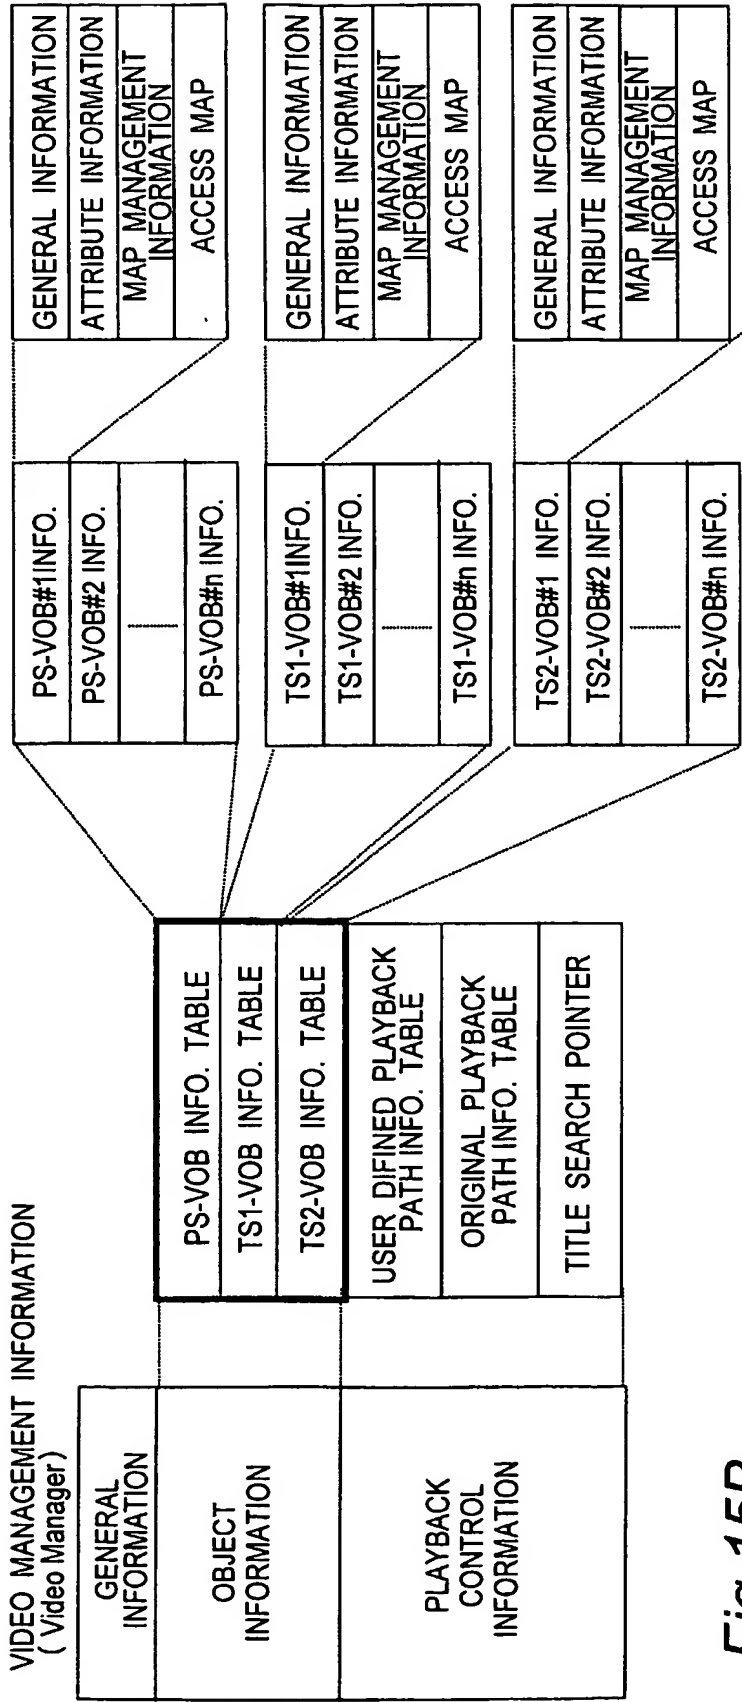 VIDEO MANAGEMENT INFORMATION
( Video Manager)
GENERAL
INFORMATION
OBJECT
INFORMATION
PLAYBACK
CONTROL
INFORMATION
PS-VOB INFO. TABLE
TS1-VOB INFO. TABLE
TS2-VOB INFO. TABLE
USER DIFINED PLAYBACK
PATH INFO. TABLE
ORIGINAL PLAYBACK
PATH INFO. TABLE
TITLE SEARCH POINTER
PS-VOB#1INFO.
PS-VOB#2 INFO.
PS-VOB#n INFO.
TS1-VOB#1INFO.
TS1-VOB#2 INFO.
TS1-VOB#n INFO.
TS2-VOB#1 INFO.
TS2-VOB#2 INFO.
TS2-VOB#n INFO.
GENERAL INFORMATION
ATTRIBUTE INFORMATION
MAP MANAGEMENT
INFORMATION
ACCESS MAP
GENERAL INFORMATION
ATTRIBUTE INFORMATION
MAP MANAGEMENT
INFORMATION
ACCESS MAP
GENERAL INFORMATION
ATTRIBUTE INFORMATION
MAP MANAGEMENT
INFORMATION
ACCESS MAP